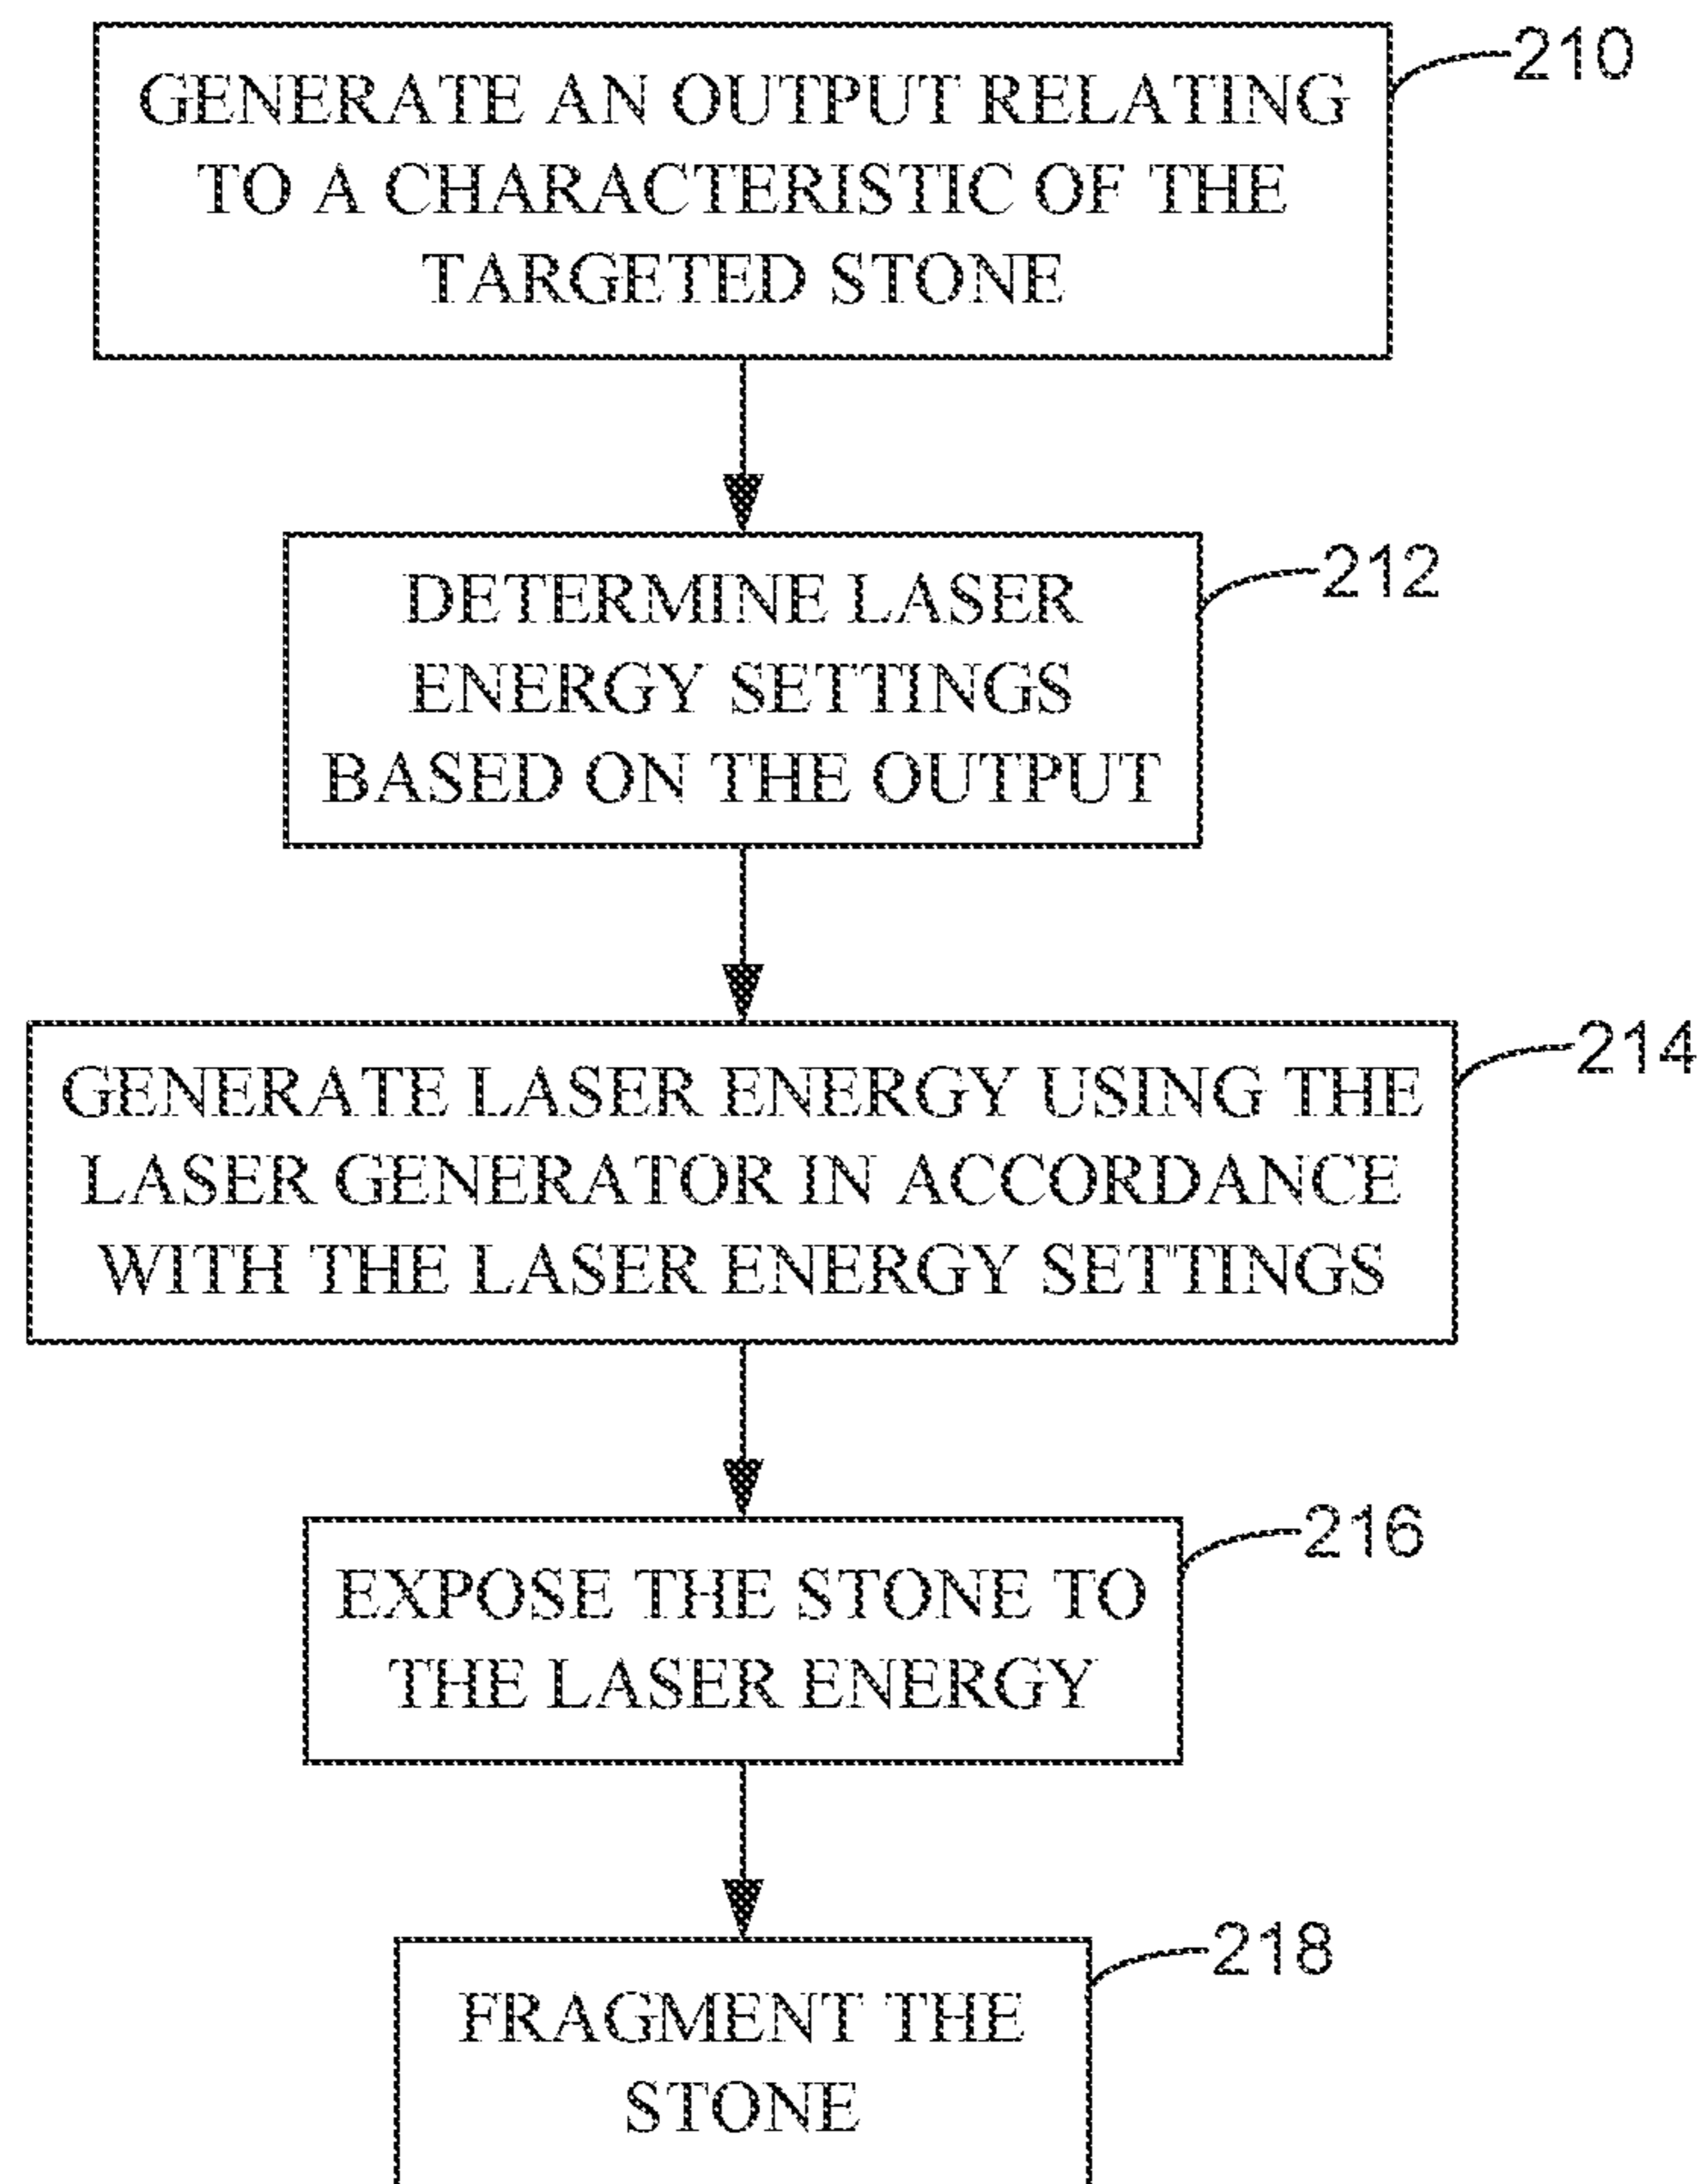 GENERATE AN OUTPUT RELATING
TO A CHARACTERISTIC OF THE
TARGETED STONE
210
DETERMINE LASER
ENERGY SETTINGS
BASED ON THE OUTPUT
212
GENERATE LASER ENERGY USING THE
LASER GENERATOR IN ACCORDANCE
WITH THE LASER ENERGY SETTINGS
214
EXPOSE THE STONE TO
THE LASER ENERGY
216
FRAGMENT THE
STONE
218